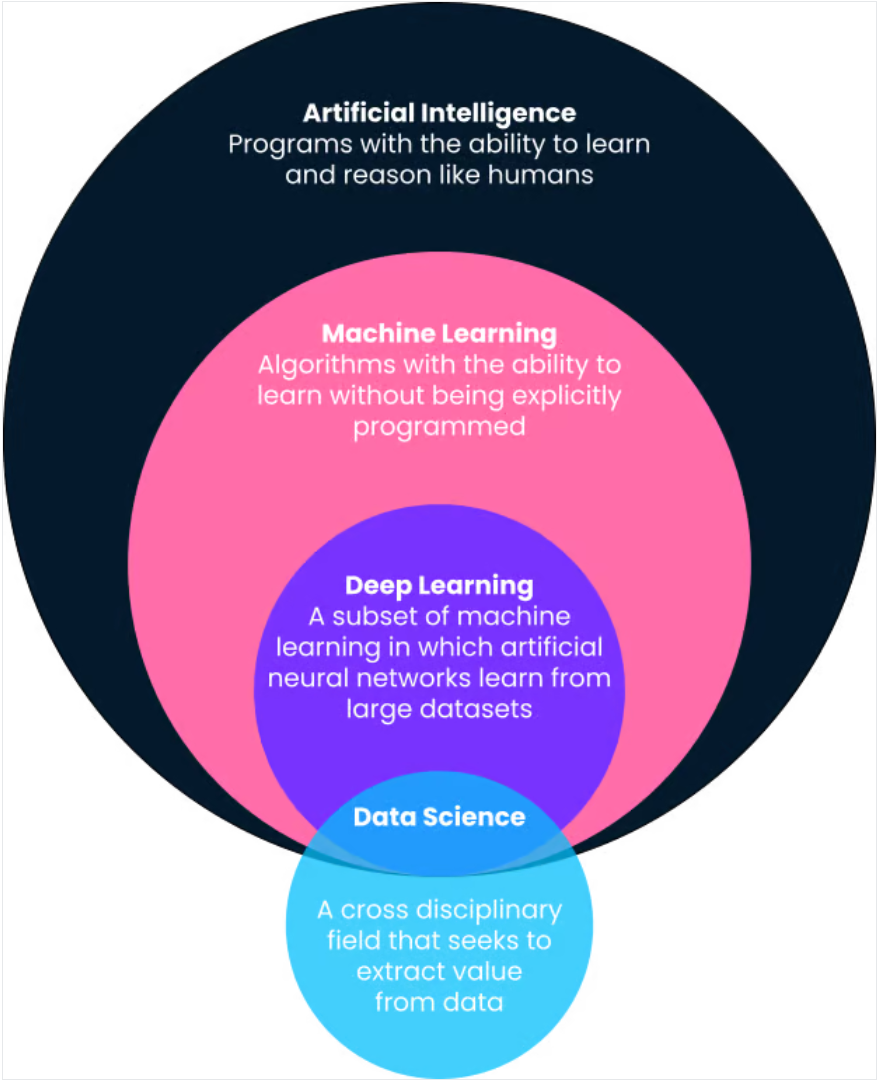 Artificial Intelligence
Programs with the ability to learn
and reason like humans
Machine Learning
Algorithms with the ability to
learn without being explicitly
programmed
Deep Learning
A subset of machine
learning in which artificial
neural networks learn from
large datasets
Data Science
A cross disciplinary
field that seeks to
extract value
from data